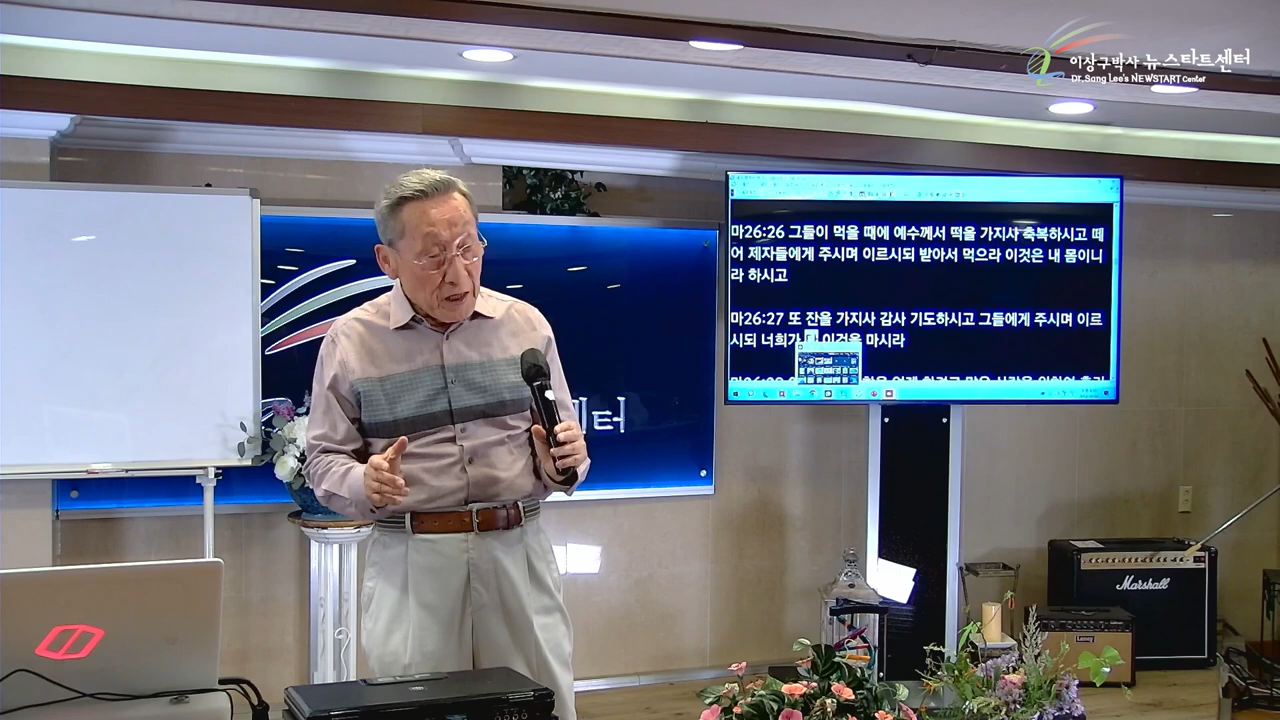 이상구박사 뉴스타트센터
Dr. Sang Lee's NEWSTART Center
마26:26 그들이 먹을 때에 예수께서 떡을 가지사 축복하시고 떼
어 제자들에게 주시며 이르시되 받아서 먹으라 이것은 내 몸이니
라 하시고
마26:27 또 잔을 가지사 감사 기도하시고 그들에게 주시며 이르
시되 너희가 다 이것을 마시라
센터
Marshall
Laney